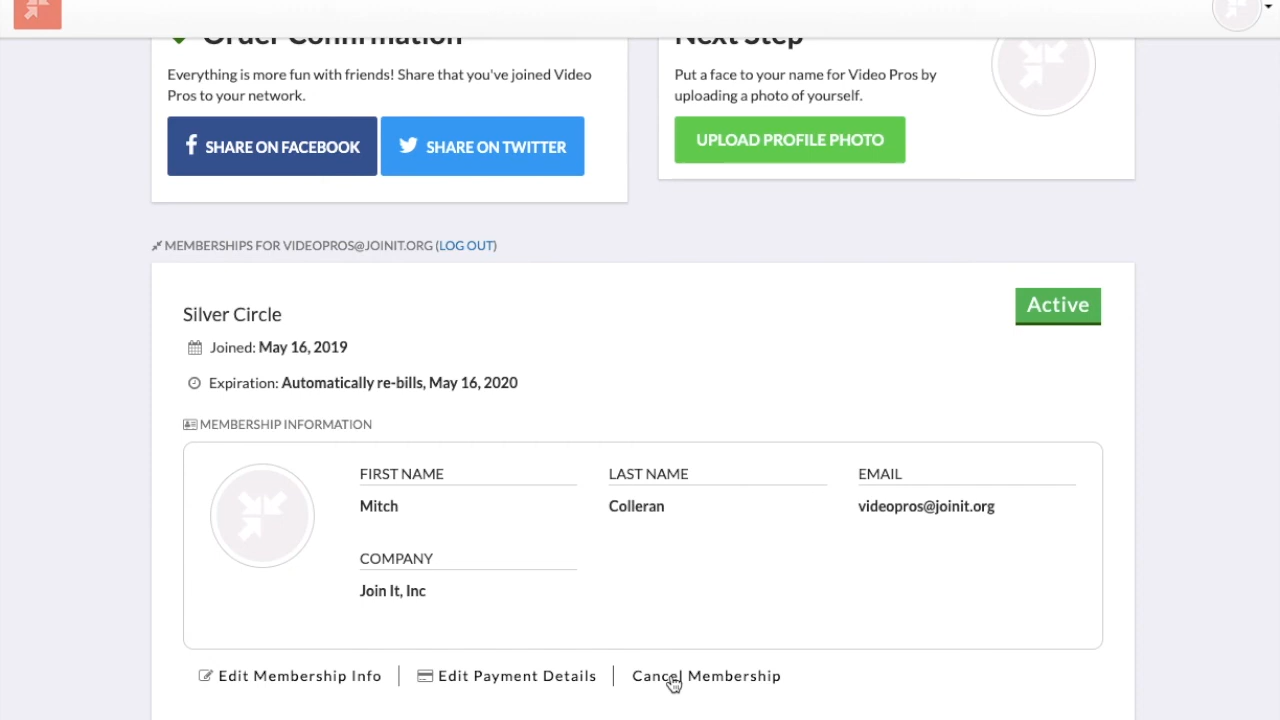 Order Confirmation
Everything is more fun with friends! Share that you've joined Video
Pros to your network.
SHARE ON FACEBOOK
SHARE ON TWITTER
Next Step
Put a face to your name for Video Pros by
uploading a photo of yourself.
UPLOAD PROFILE PHOTO
MEMBERSHIPS FOR VIDEOPROS@JOINIT.ORG (LOG OUT)
Silver Circle
Active
Joined: May 16, 2019
Expiration: Automatically re-bills, May 16, 2020
MEMBERSHIP INFORMATION
FIRST NAME
Mitch
LAST NAME
Colleran
EMAIL
videopros@joinit.org
COMPANY
Join It, Inc
Edit Membership Info | Edit Payment Details | Cancel Membership